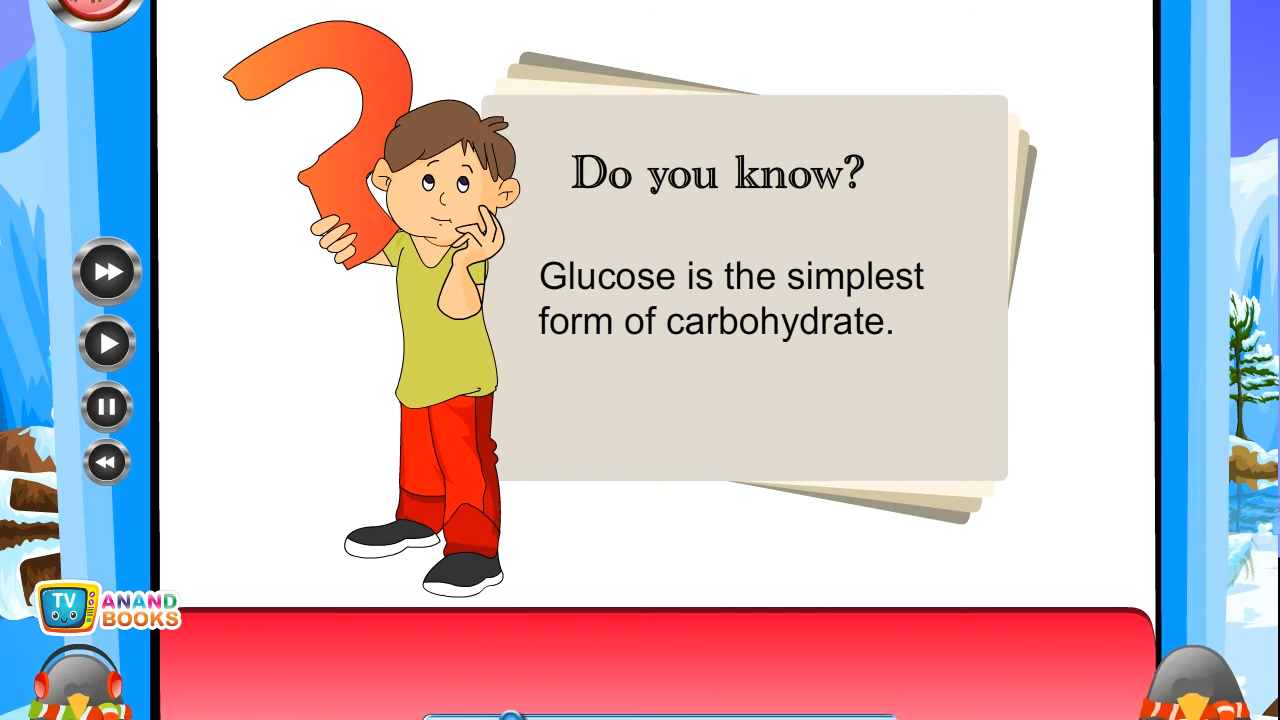 Do you know?
Glucose is the simplest
form of carbohydrate.
TV
ANAND
BOOKS